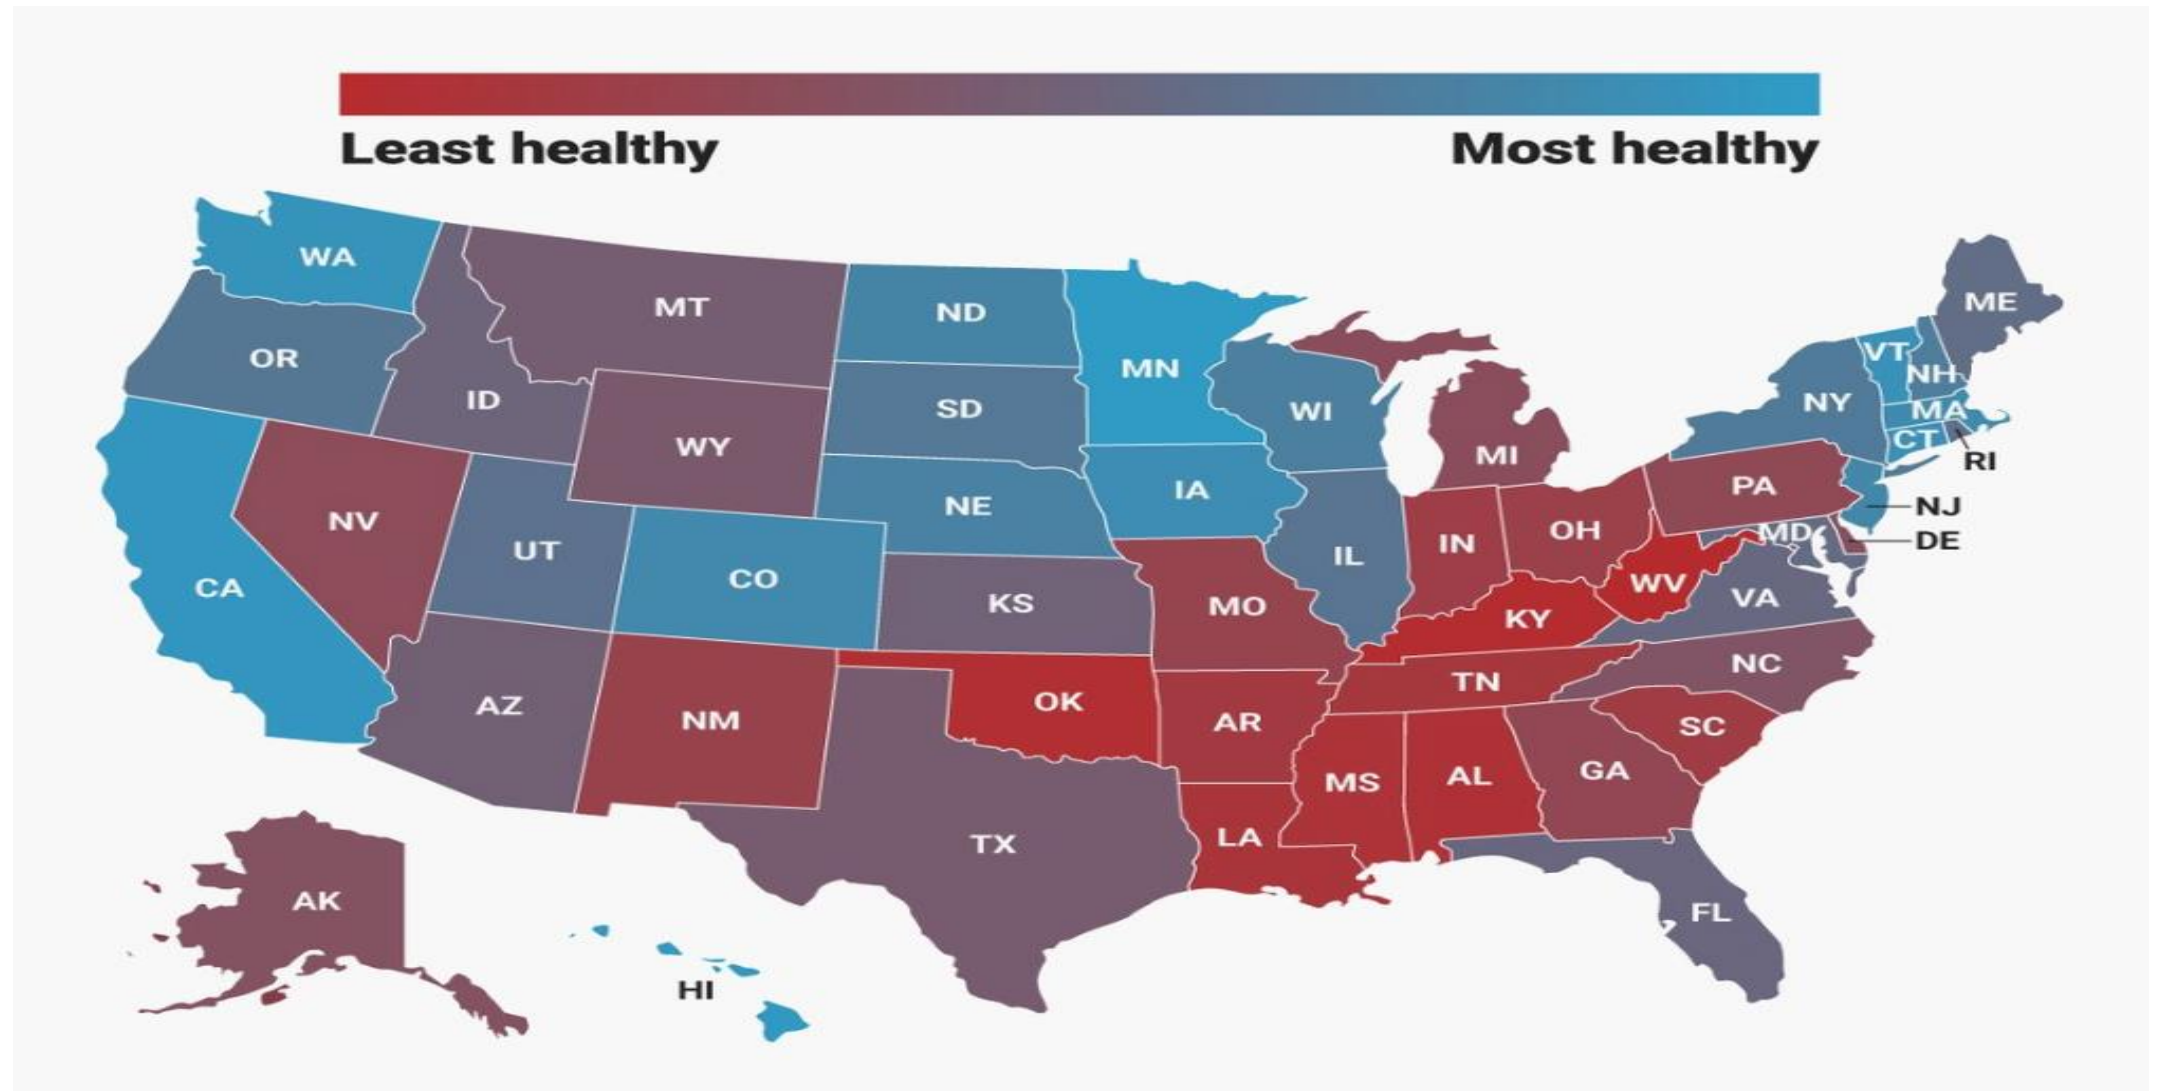 Least healthy
Most healthy
WA
MT
ND
MN
ME
OR
ID
SD
WI
VT
NH
NY
MA
WY
MI
CT
RI
NV
NE
IA
PA
NJ
UT
CO
IL
IN
OH
MD
DE
CA
KS
MO
WV
VA
KY
AZ
NM
OK
AR
TN
NC
SC
TX
LA
MS
AL
GA
AK
HI
FL